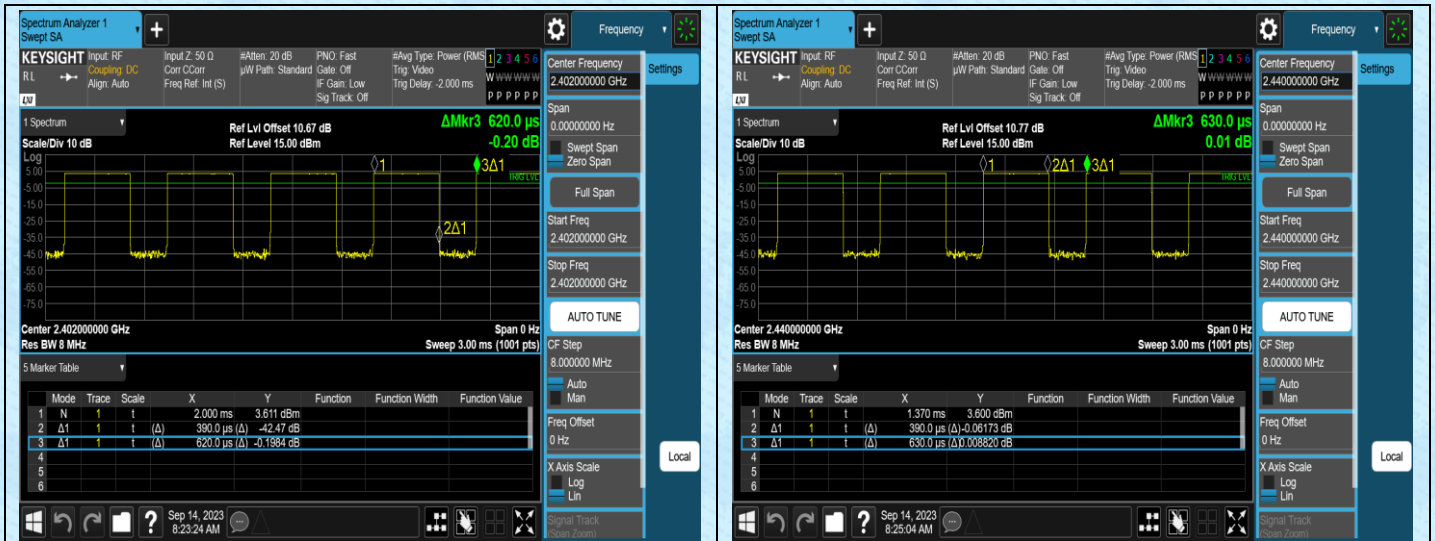 Spectrum Analyzer 1
Swept SA
Frequency
KEYSIGHT Input: RF Input Z: 50 Ω #Atten: 20 dB PNO: Fast #Avg Type: Power (RMS 1 2 3 4 5 6
R L Coupling: DC Corr CCorr µW Path: Standard Gate: Off Trig: Video W W W W W W
Align: Auto Freq Ref: Int (S) IF Gain: Low Trig Delay: -2.000 ms
LXI Sig Track: Off P P P P P P
1 Spectrum
Ref Lvl Offset 10.67 dB ΔMkr3 620.0 µs
Scale/Div 10 dB Ref Level 15.00 dBm -0.20 dB
Log
5.00
-5.00
-15.0
-25.0
-35.0
-45.0
-55.0
-65.0
-75.0
1
3Δ1
TRIG LVL
2Δ1
Center 2.402000000 GHz Span 0 Hz
Res BW 8 MHz Sweep 3.00 ms (1001 pts)
5 Marker Table
Mode Trace Scale X Y Function Function Width Function Value
1 N 1 t 2.000 ms 3.611 dBm
2 Δ1 1 t (Δ) 390.0 µs (Δ) -42.47 dB
3 Δ1 1 t (Δ) 620.0 µs (Δ) -0.1984 dB
4
5
6
Sep 14, 2023
8:23:24 AM
Center Frequency
2.402000000 GHz
Settings
Span
0.00000000 Hz
Swept Span
Zero Span
Full Span
Start Freq
2.402000000 GHz
Stop Freq
2.402000000 GHz
AUTO TUNE
CF Step
8.000000 MHz
Auto
Man
Freq Offset
0 Hz
X Axis Scale
Log
Lin
Local
Signal Track
(Span Zoom)
Spectrum Analyzer 1
Swept SA
Frequency
KEYSIGHT Input: RF Input Z: 50 Ω #Atten: 20 dB PNO: Fast #Avg Type: Power (RMS 1 2 3 4 5 6
R L Coupling: DC Corr CCorr µW Path: Standard Gate: Off Trig: Video W W W W W W
Align: Auto Freq Ref: Int (S) IF Gain: Low Trig Delay: -2.000 ms
LXI Sig Track: Off P P P P P P
1 Spectrum
Ref Lvl Offset 10.77 dB ΔMkr3 630.0 µs
Scale/Div 10 dB Ref Level 15.00 dBm 0.01 dB
Log
5.00
-5.00
-15.0
-25.0
-35.0
-45.0
-55.0
-65.0
-75.0
1
2Δ1
3Δ1
TRIG LVL
Center 2.440000000 GHz Span 0 Hz
Res BW 8 MHz Sweep 3.00 ms (1001 pts)
5 Marker Table
Mode Trace Scale X Y Function Function Width Function Value
1 N 1 t 1.370 ms 3.600 dBm
2 Δ1 1 t (Δ) 390.0 µs (Δ)-0.06173 dB
3 Δ1 1 t (Δ) 630.0 µs (Δ)0.008820 dB
4
5
6
Sep 14, 2023
8:25:04 AM
Center Frequency
2.440000000 GHz
Settings
Span
0.00000000 Hz
Swept Span
Zero Span
Full Span
Start Freq
2.440000000 GHz
Stop Freq
2.440000000 GHz
AUTO TUNE
CF Step
8.000000 MHz
Auto
Man
Freq Offset
0 Hz
X Axis Scale
Log
Lin
Local
Signal Track
(Span Zoom)